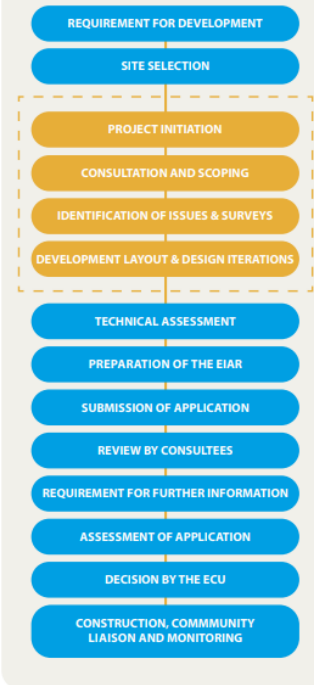 REQUIREMENT FOR DEVELOPMENT
SITE SELECTION
PROJECT INITIATION
CONSULTATION AND SCOPING
IDENTIFICATION OF ISSUES & SURVEYS
DEVELOPMENT LAYOUT & DESIGN ITERATIONS
TECHNICAL ASSESSMENT
PREPARATION OF THE EIAR
SUBMISSION OF APPLICATION
REVIEW BY CONSULTEES
REQUIREMENT FOR FURTHER INFORMATION
ASSESSMENT OF APPLICATION
DECISION BY THE ECU
CONSTRUCTION, COMMMUNITY
LIAISON AND MONITORING